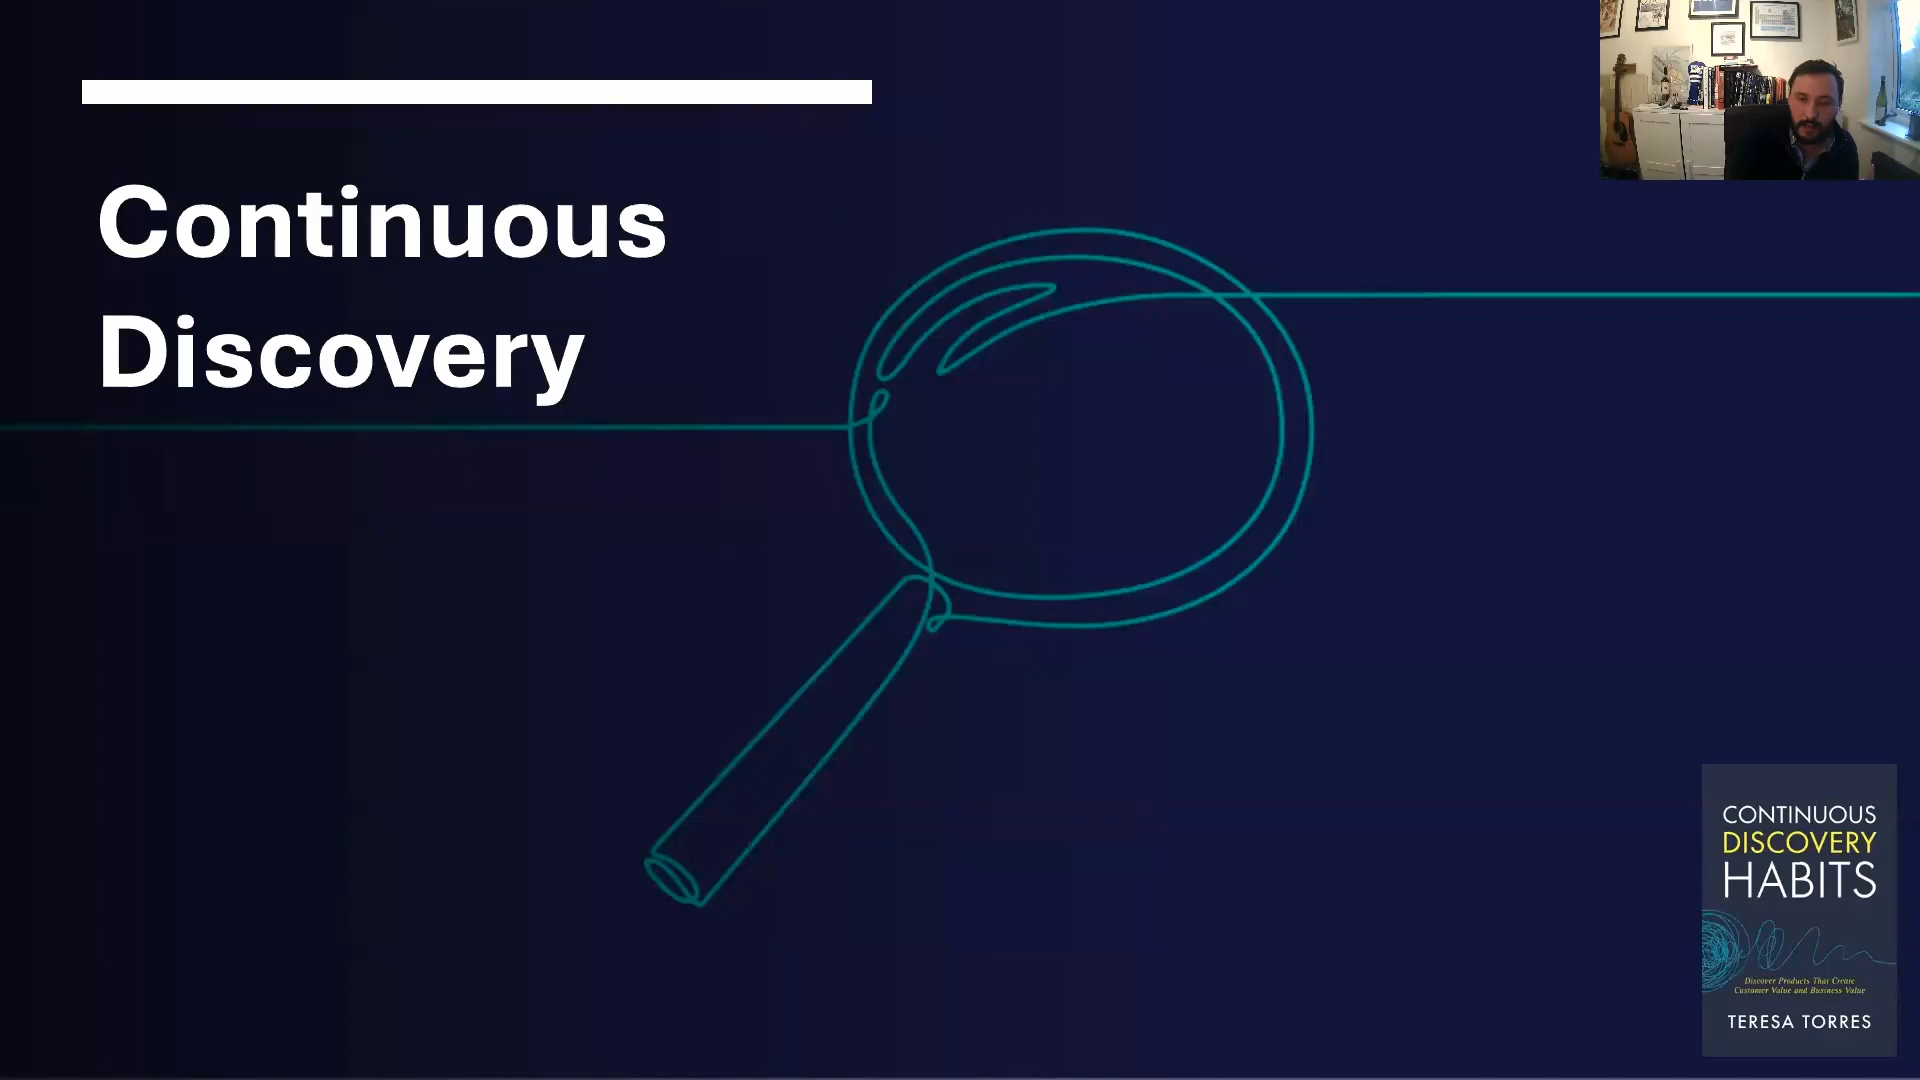 Continuous
Discovery
CONTINUOUS
DISCOVERY
HABITS
Discover Products That Create
Customer Value and Business Value
TERESA TORRES